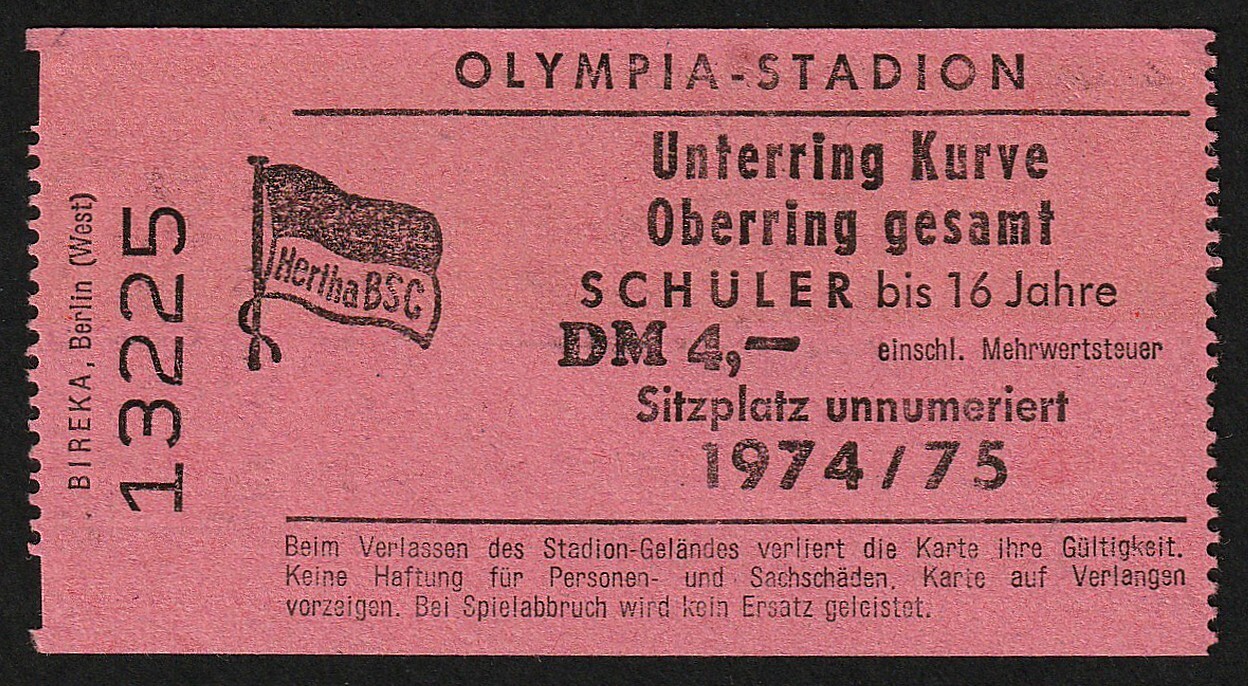 OLYMPIA-STADION
Unterring Kurve
Oberring gesamt
SCHÜLER bis 16 Jahre
DM 4,—
einschl. Mehrwertsteuer
Sitzplatz unnumeriert
1974/75
Beim Verlassen des Stadion-Geländes verliert die Karte ihre Gültigkeit.
Keine Haftung für Personen- und Sachschäden. Karte auf Verlangen
vorzeigen. Bei Spielabbruch wird kein Ersatz geleistet.
Hertha BSC
BIREKA, Berlin (West)
13225